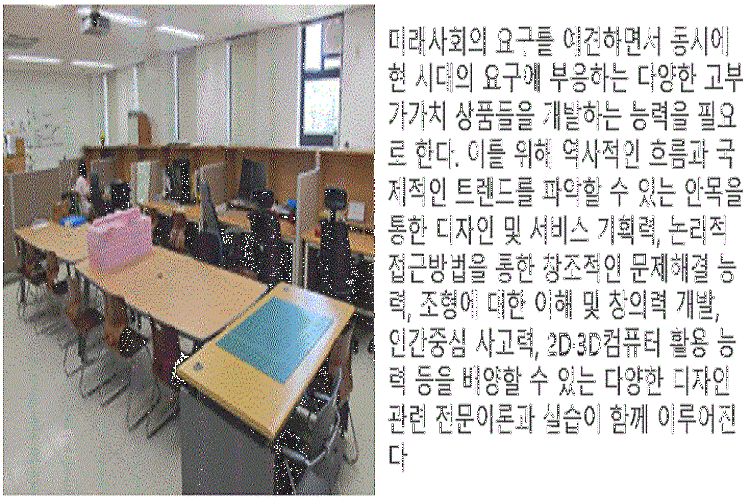 미래사회의 요구를 예견하면서 동시에
현 시대의 요구에 부응하는 다양한 고부
가가치 상품들을 개발하는 능력을 필요
로 한다. 이를 위해 역사적인 흐름과 국
제적인 트렌드를 파악할 수 있는 안목을
통한 디자인 및 서비스 기획력, 논리적
접근방법을 통한 창조적인 문제해결 능
력, 조형에 대한 이해 및 창의력 개발,
인간중심 사고력, 2D·3D컴퓨터 활용 능
력 등을 배양할 수 있는 다양한 디자인
관련 전문이론과 실습이 함께 이루어진
다